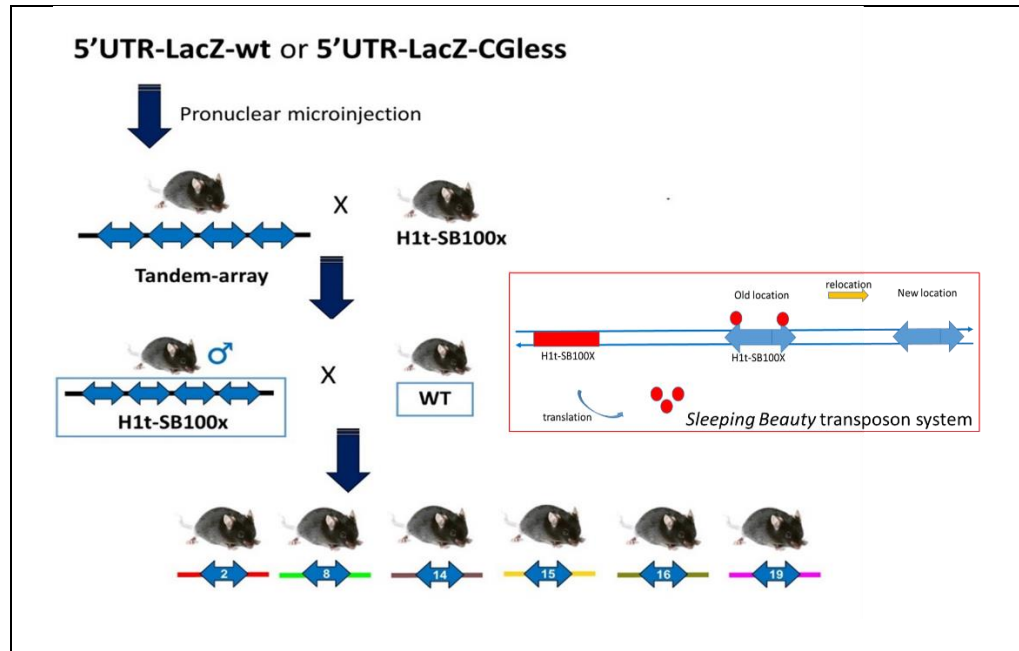 5'UTR-LacZ-wt or 5'UTR-LacZ-CGless
Pronuclear microinjection
X
H1t-SB100x
Tandem-array
♂
X
H1t-SB100x
WT
relocation
Old location
New location
H1t-SB100X
H1t-SB100X
translation
Sleeping Beauty transposon system
2
8
14
15
16
19